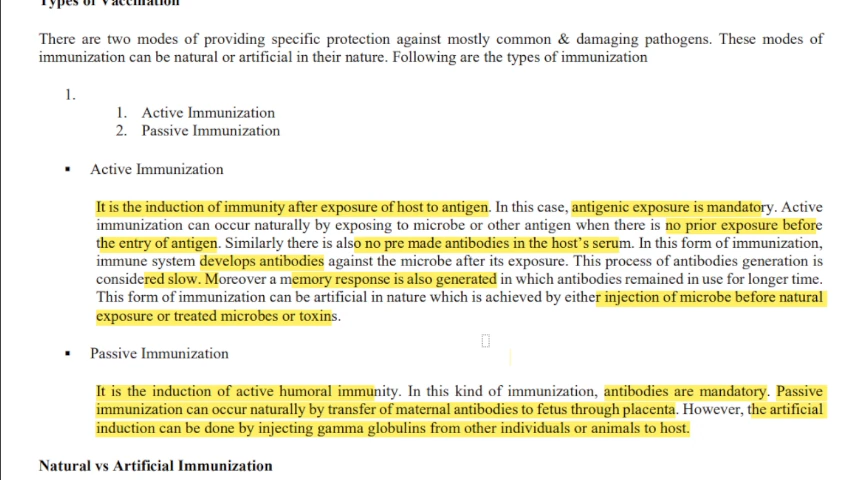 Types of Vaccination
There are two modes of providing specific protection against mostly common & damaging pathogens. These modes of
immunization can be natural or artificial in their nature. Following are the types of immunization
1.
1. Active Immunization
2. Passive Immunization
▪ Active Immunization
It is the induction of immunity after exposure of host to antigen. In this case, antigenic exposure is mandatory. Active
immunization can occur naturally by exposing to microbe or other antigen when there is no prior exposure before
the entry of antigen. Similarly there is also no pre made antibodies in the host's serum. In this form of immunization,
immune system develops antibodies against the microbe after its exposure. This process of antibodies generation is
considered slow. Moreover a memory response is also generated in which antibodies remained in use for longer time.
This form of immunization can be artificial in nature which is achieved by either injection of microbe before natural
exposure or treated microbes or toxins.
▪ Passive Immunization
It is the induction of active humoral immunity. In this kind of immunization, antibodies are mandatory. Passive
immunization can occur naturally by transfer of maternal antibodies to fetus through placenta. However, the artificial
induction can be done by injecting gamma globulins from other individuals or animals to host.
Natural vs Artificial Immunization